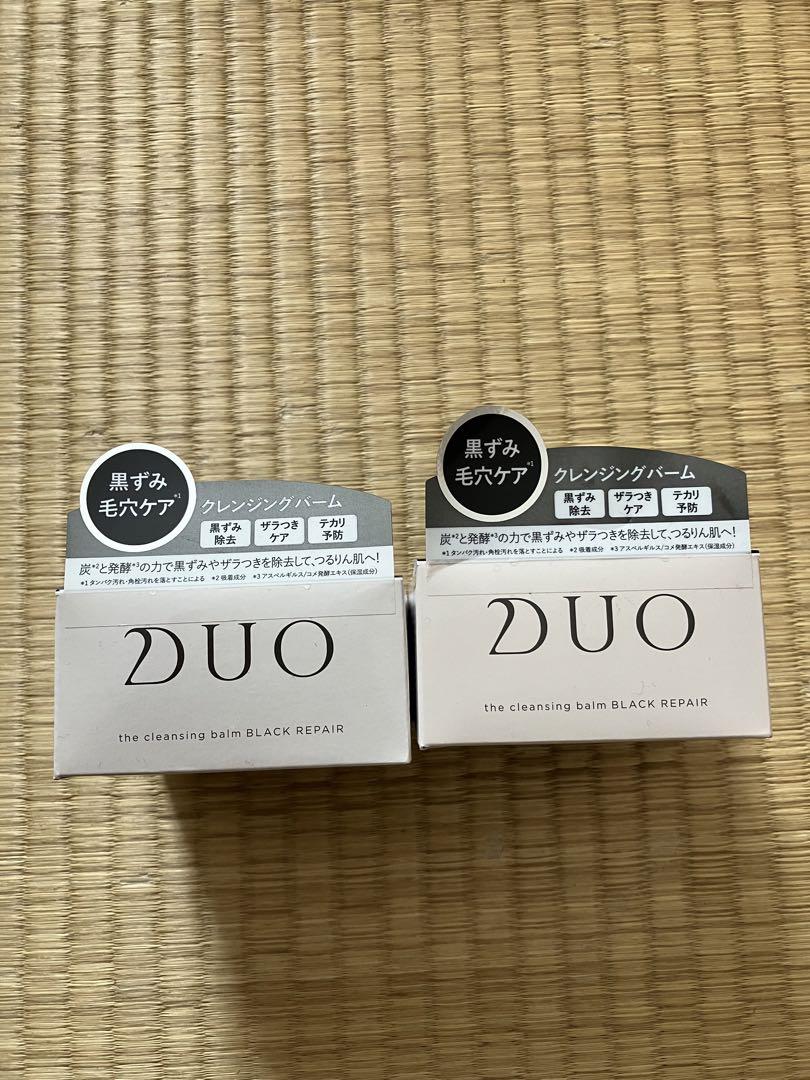 黒ずみ
毛穴ケア*1
クレンジングバーム
黒ずみ
除去
ザラつき
ケア
テカリ
予防
炭*2と発酵*3の力で黒ずみやザラつきを除去して、つるりん肌へ!
*1 タンパク汚れ・角栓汚れを落とすことによる *2 吸着成分 *3 アスペルギルス/コメ発酵エキス(保湿成分)
DUO
the cleansing balm BLACK REPAIR
黒ずみ
毛穴ケア*1
クレンジングバーム
黒ずみ
除去
ザラつき
ケア
テカリ
予防
炭*2と発酵*3の力で黒ずみやザラつきを除去して、つるりん肌へ!
*1 タンパク汚れ・角栓汚れを落とすことによる *2 吸着成分 *3 アスペルギルス/コメ発酵エキス(保湿成分)
DUO
the cleansing balm BLACK REPAIR